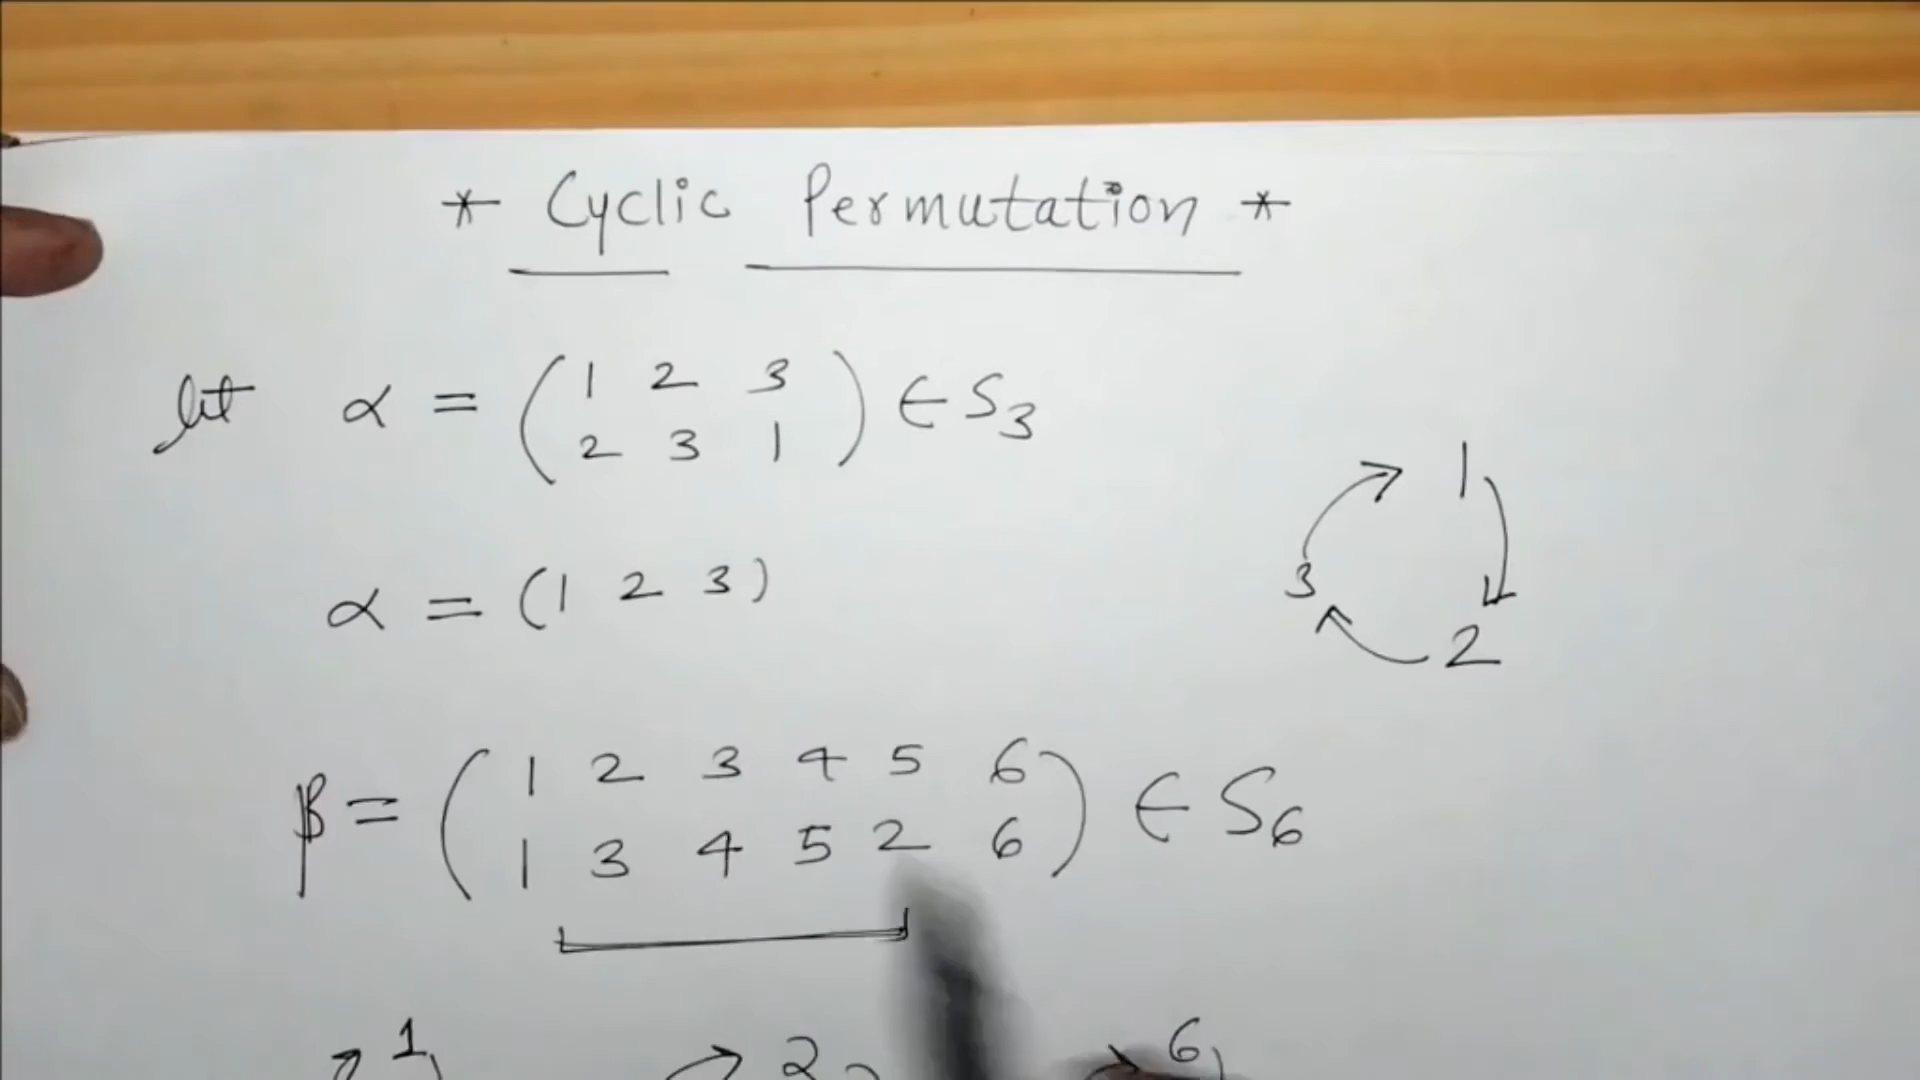 * Cyclic Permutation *
let α = ( 1 2 3 ) ∈ S₃
2 3 1
α = (1 2 3)
1
3
2
β = ( 1 2 3 4 5 6 ) ∈ S₆
1 3 4 5 2 6
1 2 6